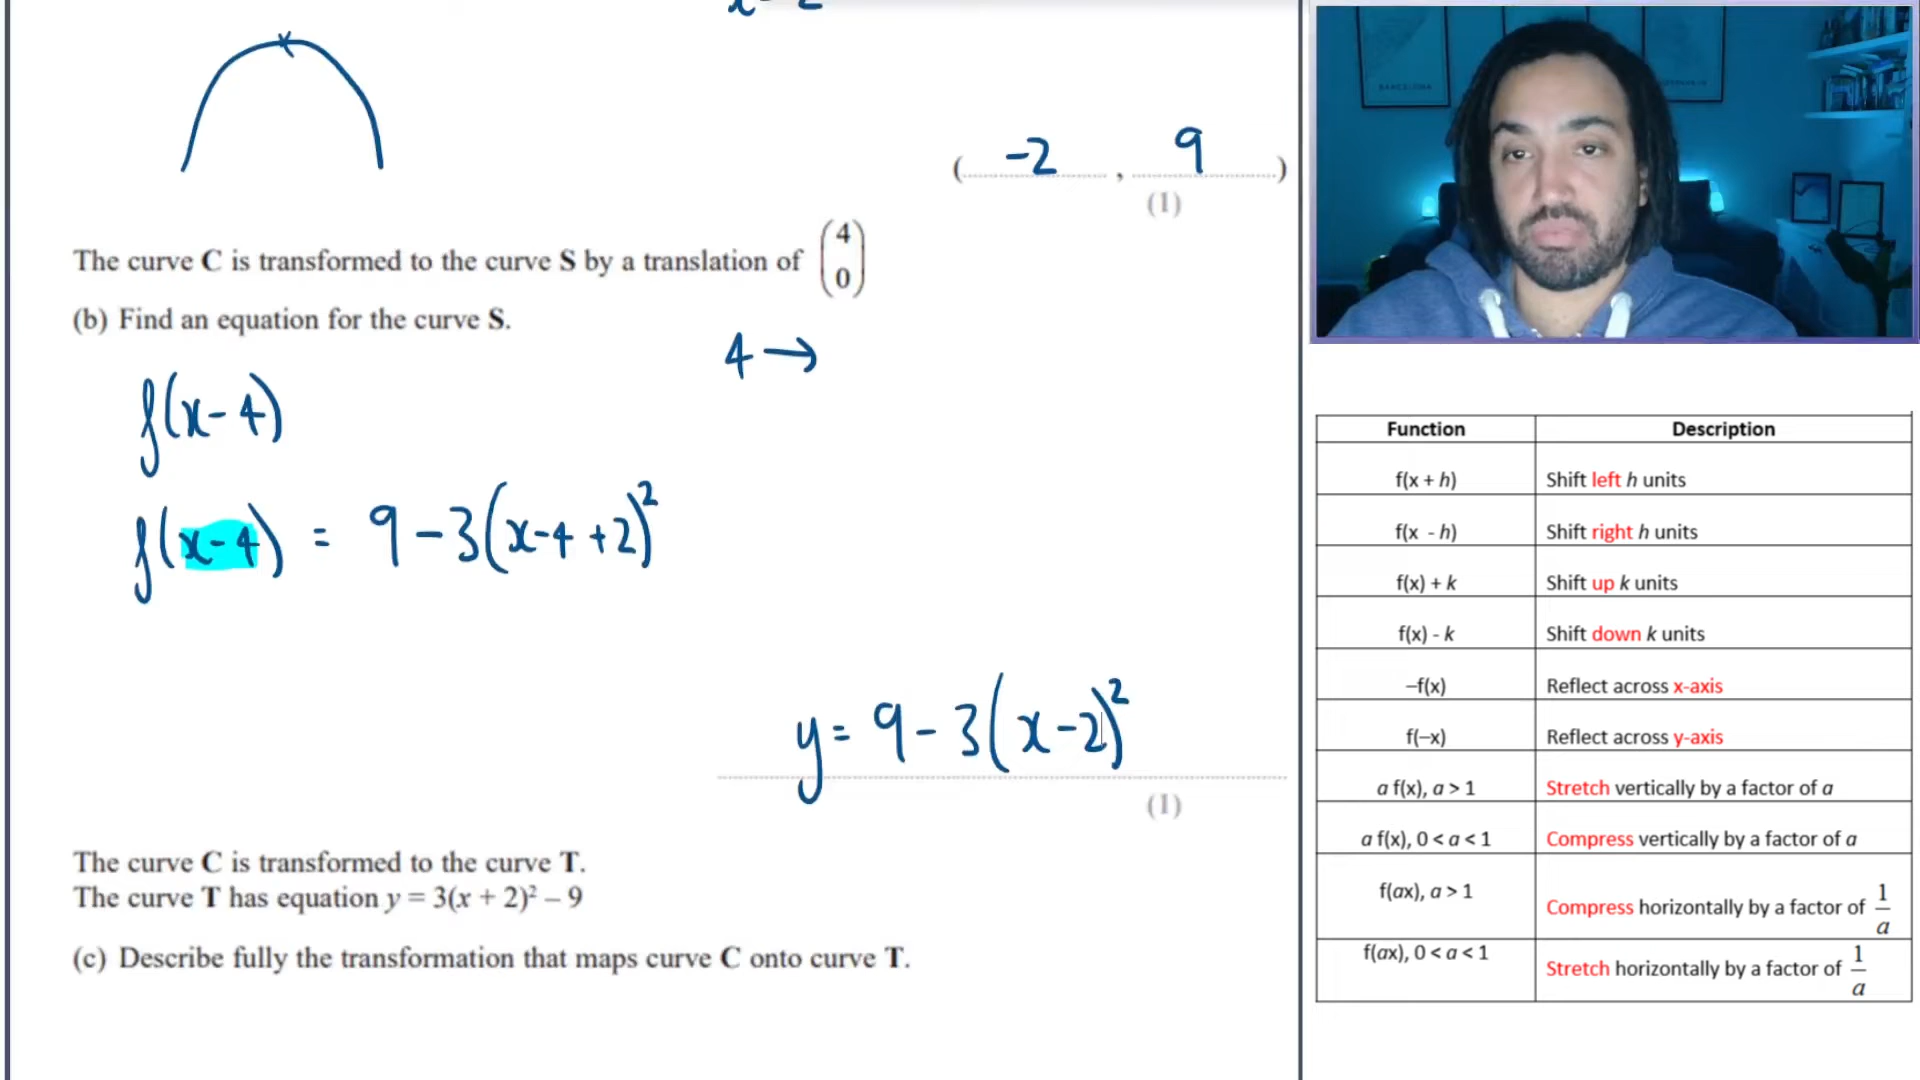 ( -2 , 9 )
(1)
The curve C is transformed to the curve S by a translation of (4 0)
(b) Find an equation for the curve S.
4 →
f(x-4)
f(x-4) = 9-3(x-4+2)²
y = 9-3(x-2)²
(1)
The curve C is transformed to the curve T.
The curve T has equation y = 3(x + 2)² – 9
(c) Describe fully the transformation that maps curve C onto curve T.
BARCELONA
Function Description
f(x + h) Shift left h units
f(x - h) Shift right h units
f(x) + k Shift up k units
f(x) - k Shift down k units
–f(x) Reflect across x-axis
f(–x) Reflect across y-axis
a f(x), a > 1 Stretch vertically by a factor of a
a f(x), 0 < a < 1 Compress vertically by a factor of a
f(ax), a > 1 Compress horizontally by a factor of 1/a
f(ax), 0 < a < 1 Stretch horizontally by a factor of 1/a